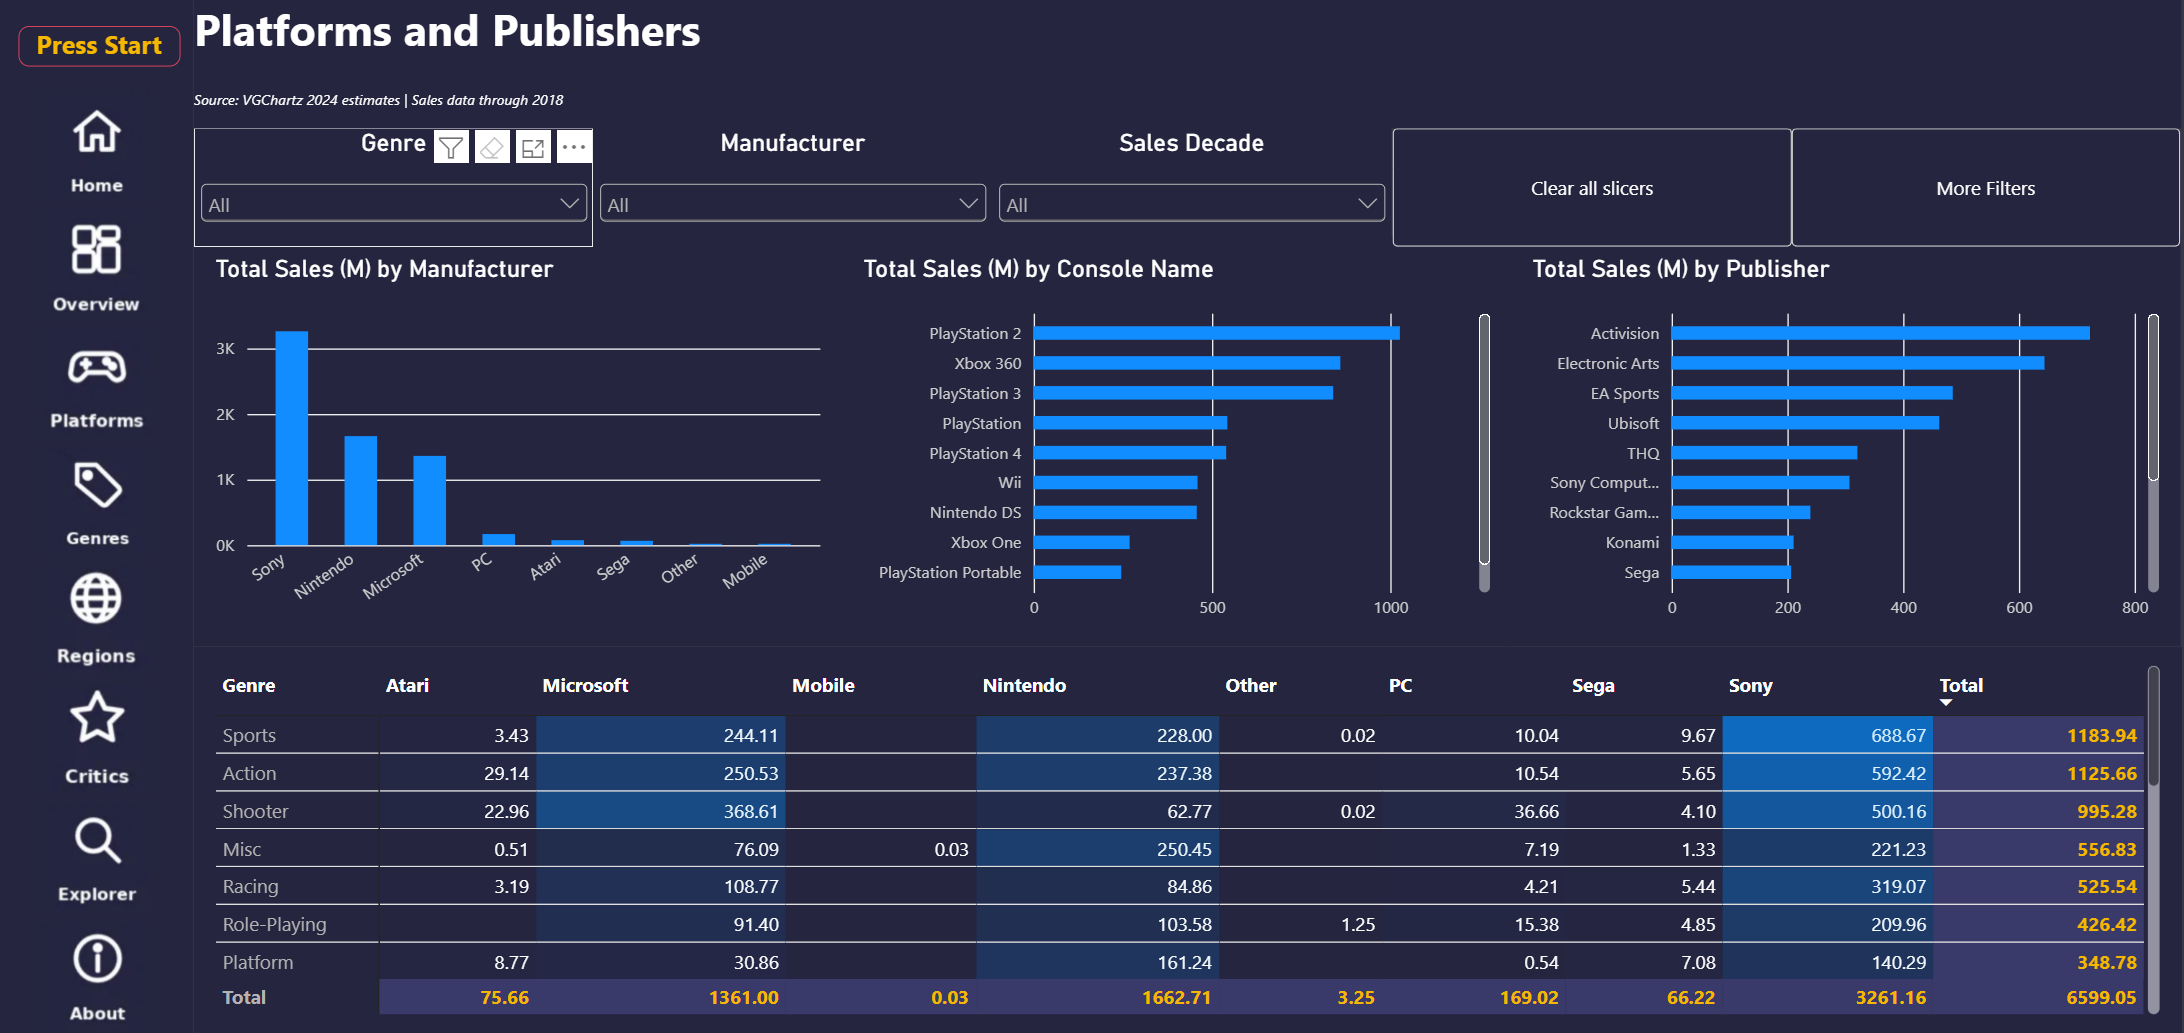 Press Start
Platforms and Publishers
Source: VGChartz 2024 estimates | Sales data through 2018
Home
Overview
Platforms
Genres
Regions
Critics
Explorer
About
Genre
All
Manufacturer
All
Sales Decade
All
Clear all slicers
More Filters
Total Sales (M) by Manufacturer
3K
2K
1K
0K
Sony
Nintendo
Microsoft
PC
Atari
Sega
Other
Mobile
Total Sales (M) by Console Name
PlayStation 2
Xbox 360
PlayStation 3
PlayStation
PlayStation 4
Wii
Nintendo DS
Xbox One
PlayStation Portable
0 500 1000
Total Sales (M) by Publisher
Activision
Electronic Arts
EA Sports
Ubisoft
THQ
Sony Comput...
Rockstar Gam...
Konami
Sega
0 200 400 600 800
Genre Atari Microsoft Mobile Nintendo Other PC Sega Sony Total
Sports 3.43 244.11 228.00 0.02 10.04 9.67 688.67 1183.94
Action 29.14 250.53 237.38 10.54 5.65 592.42 1125.66
Shooter 22.96 368.61 62.77 0.02 36.66 4.10 500.16 995.28
Misc 0.51 76.09 0.03 250.45 7.19 1.33 221.23 556.83
Racing 3.19 108.77 84.86 4.21 5.44 319.07 525.54
Role-Playing 91.40 103.58 1.25 15.38 4.85 209.96 426.42
Platform 8.77 30.86 161.24 0.54 7.08 140.29 348.78
Total 75.66 1361.00 0.03 1662.71 3.25 169.02 66.22 3261.16 6599.05